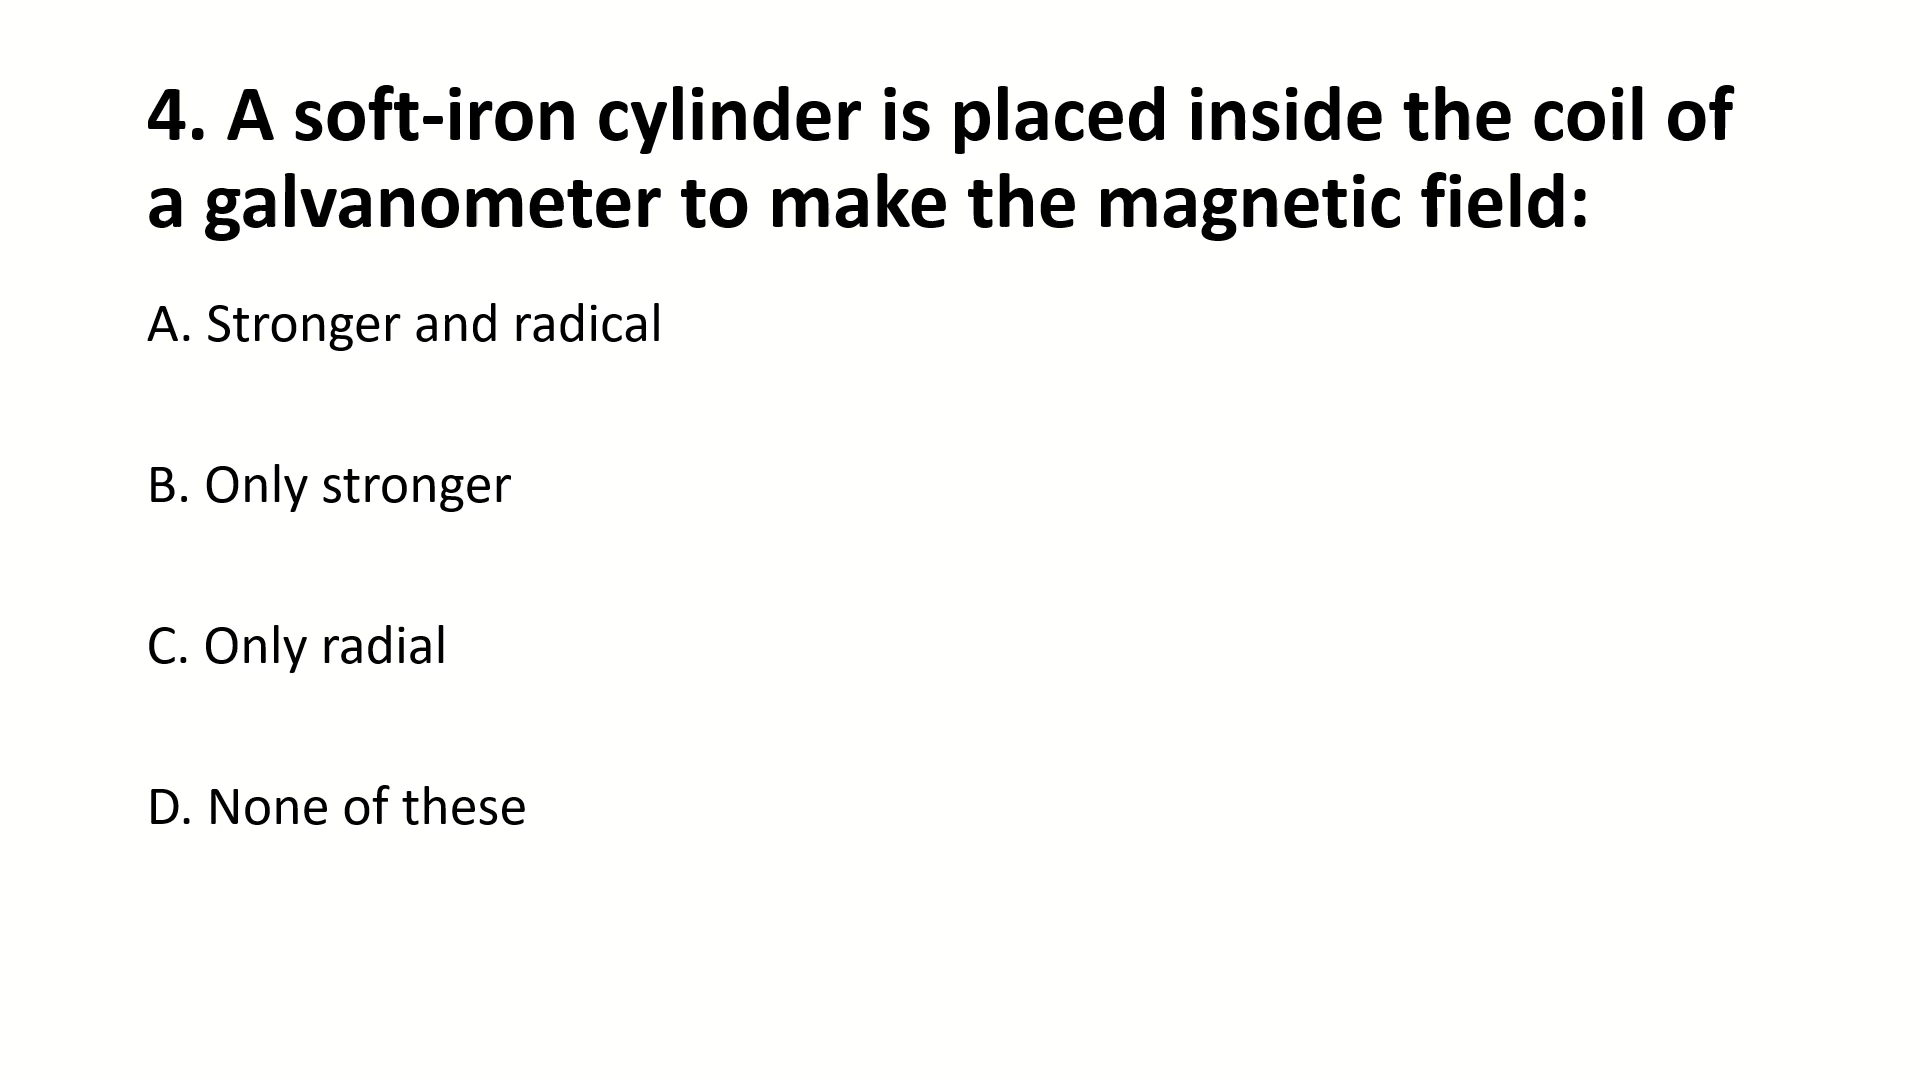 4. A soft-iron cylinder is placed inside the coil of
a galvanometer to make the magnetic field:
A. Stronger and radical
B. Only stronger
C. Only radial
D. None of these